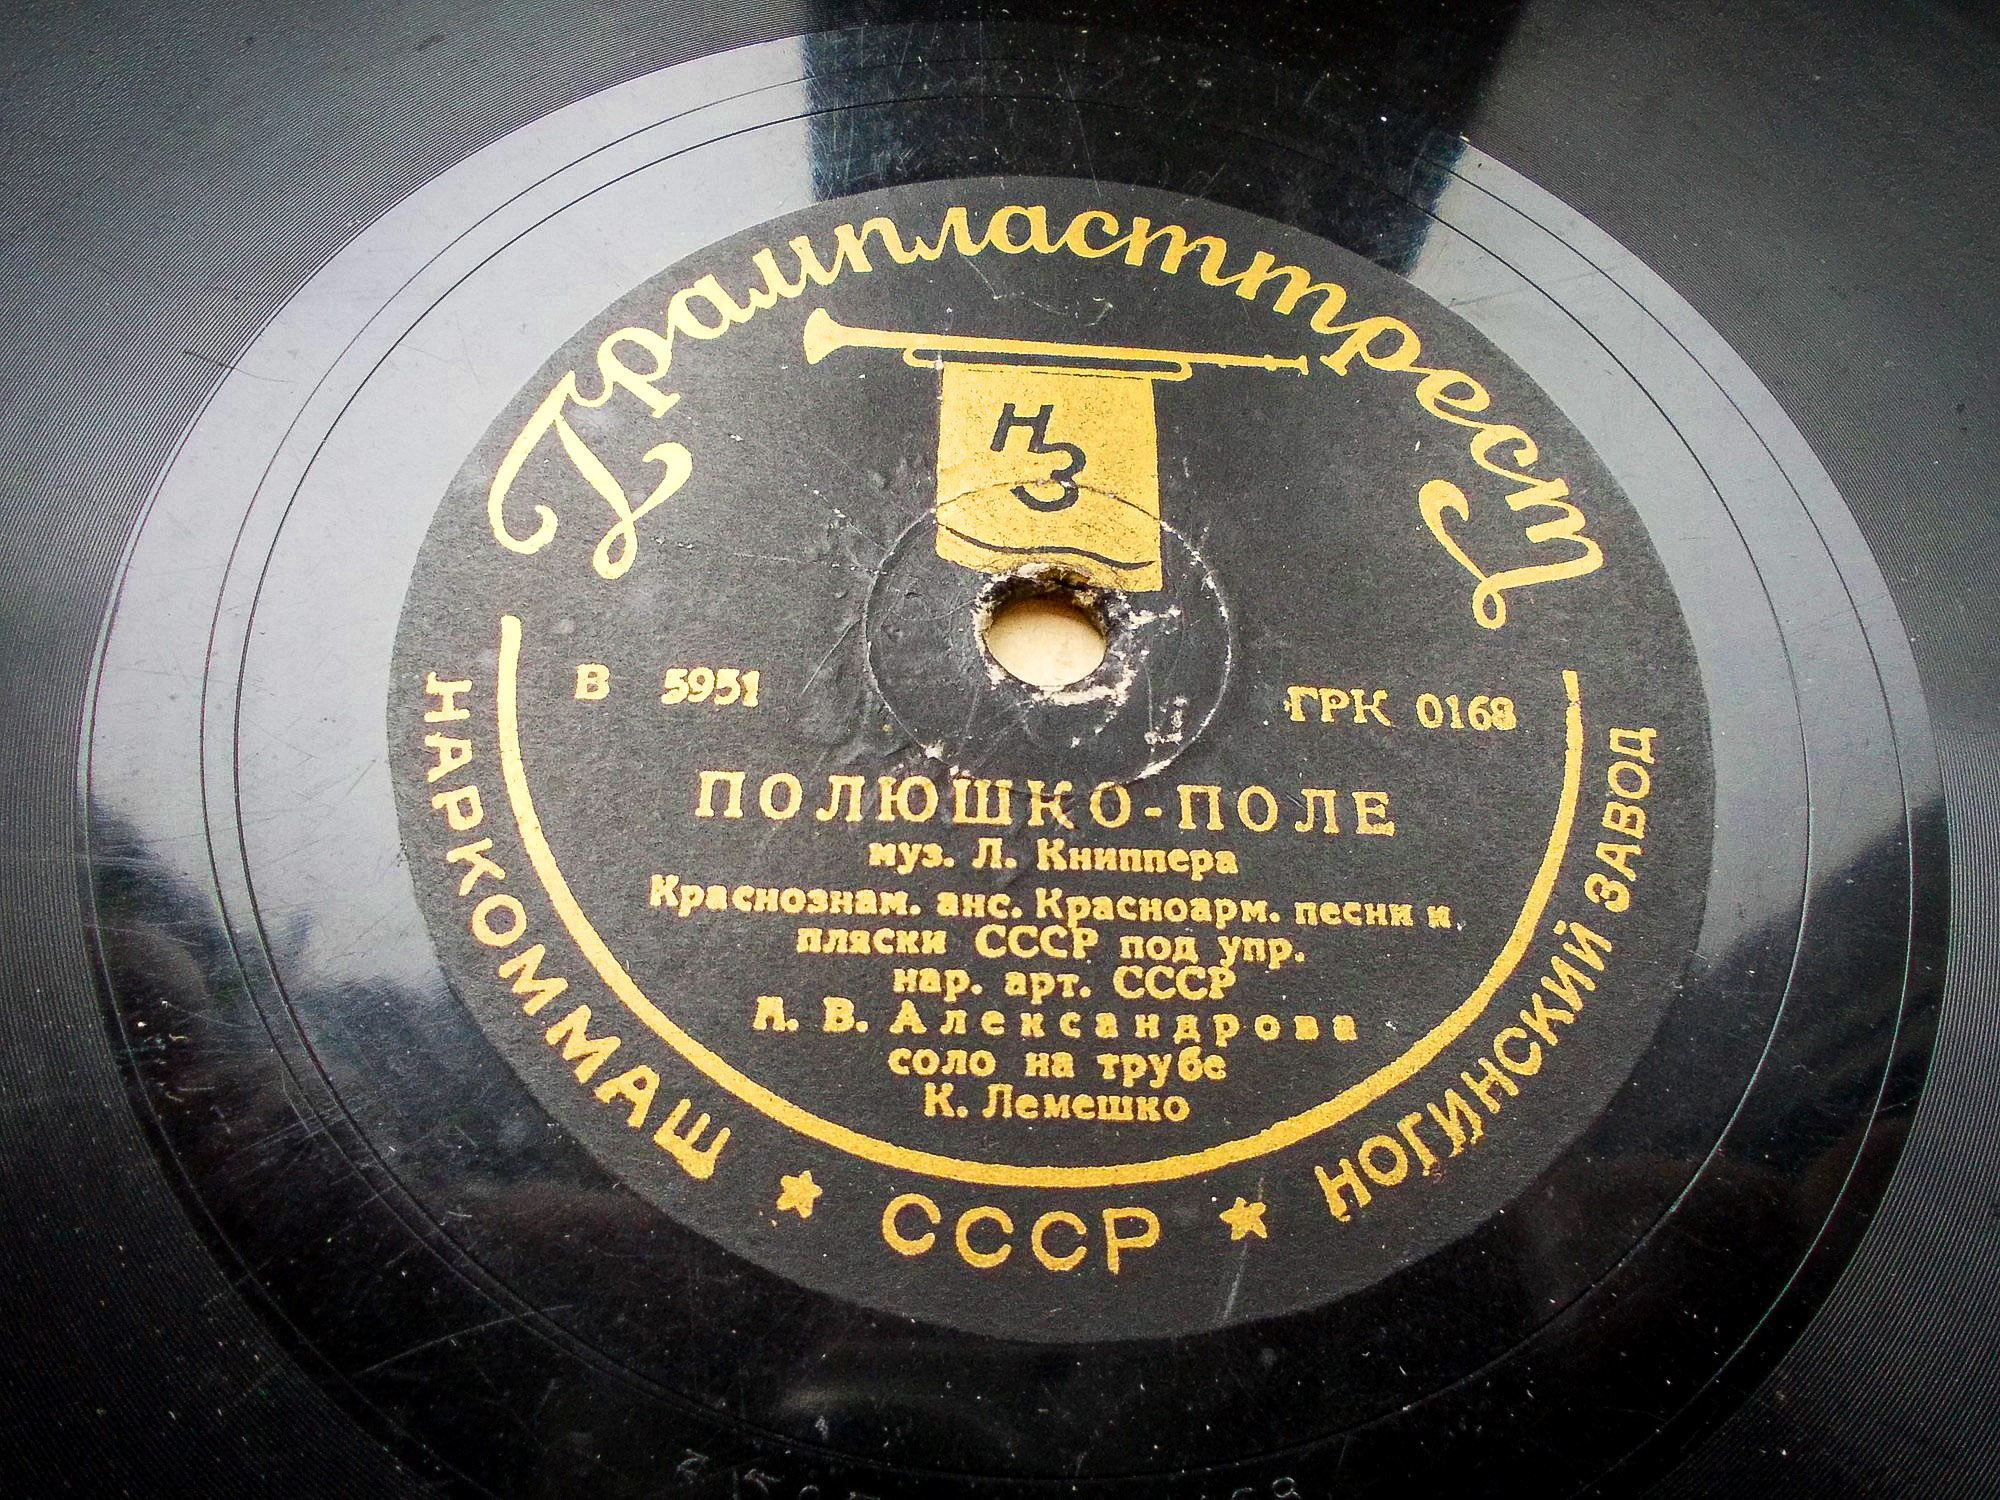 Грампласттрест
НЗ
В 5951
ГРК 0168
ПОЛЮШКО-ПОЛЕ
муз. Л. Книппера
Краснознам. анс. Красноарм. песни и
пляски СССР под упр.
нар. арт. СССР
А. В. Александрова
соло на трубе
К. Лемешко
НАРКОММАШ ★ СССР ★ НОГИНСКИЙ ЗАВОД